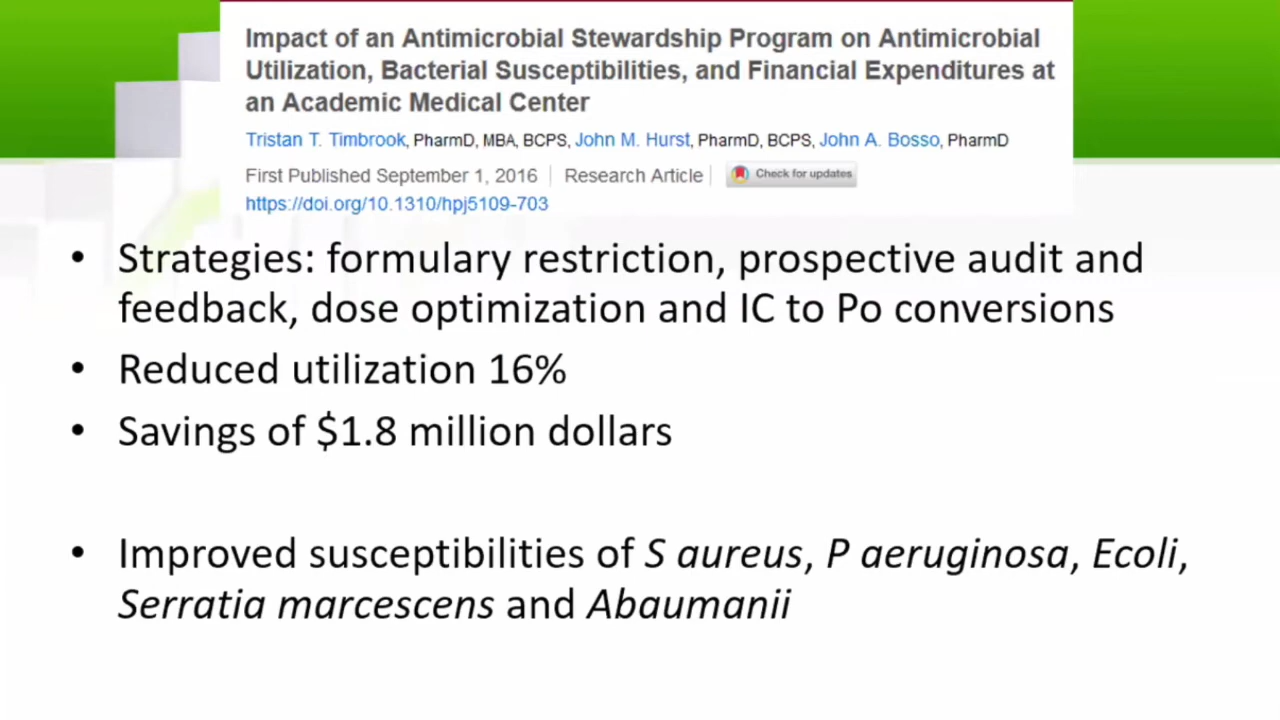 Impact of an Antimicrobial Stewardship Program on Antimicrobial
Utilization, Bacterial Susceptibilities, and Financial Expenditures at
an Academic Medical Center
Tristan T. Timbrook, PharmD, MBA, BCPS, John M. Hurst, PharmD, BCPS, John A. Bosso, PharmD
First Published September 1, 2016 | Research Article | Check for updates
https://doi.org/10.1310/hpj5109-703
• Strategies: formulary restriction, prospective audit and
feedback, dose optimization and IC to Po conversions
• Reduced utilization 16%
• Savings of $1.8 million dollars
• Improved susceptibilities of S aureus, P aeruginosa, Ecoli,
Serratia marcescens and Abaumanii